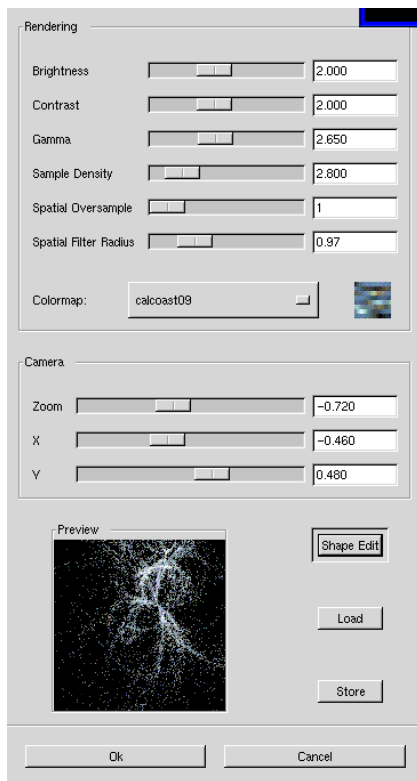 Rendering
Brightness 2.000
Contrast 2.000
Gamma 2.650
Sample Density 2.800
Spatial Oversample 1
Spatial Filter Radius 0.97
Colormap: calcoast09
Camera
Zoom -0.720
X -0.460
Y 0.480
Preview
Shape Edit
Load
Store
Ok Cancel